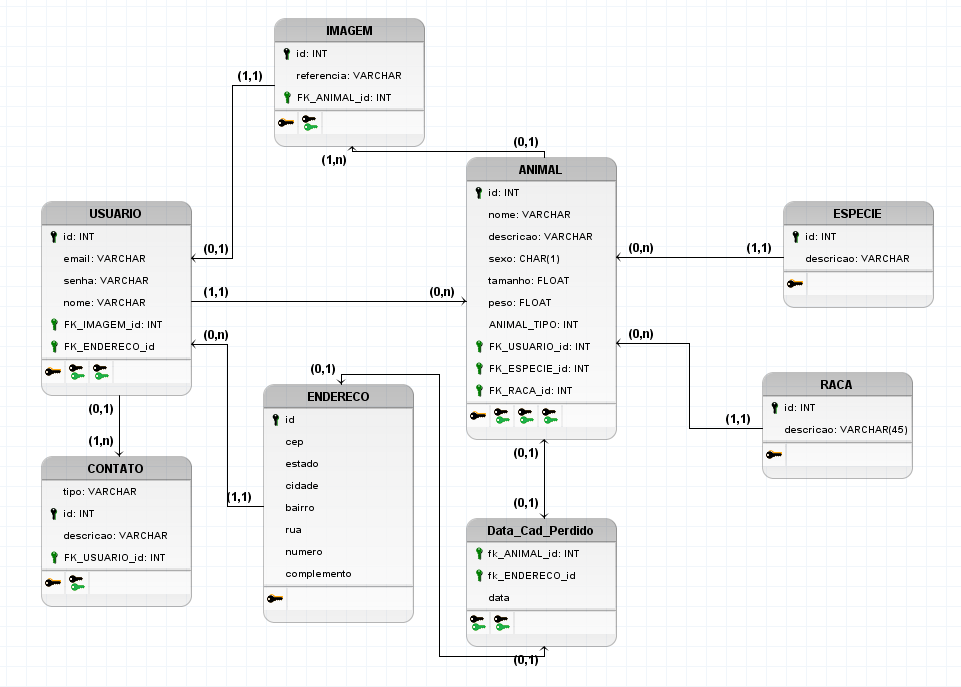 IMAGEM
id: INT
referencia: VARCHAR
FK_ANIMAL_id: INT
(1,1)
(1,n)
(0,1)
ANIMAL
id: INT
nome: VARCHAR
descricao: VARCHAR
sexo: CHAR(1)
tamanho: FLOAT
peso: FLOAT
ANIMAL_TIPO: INT
FK_USUARIO_id: INT
FK_ESPECIE_id: INT
FK_RACA_id: INT
USUARIO
id: INT
email: VARCHAR
senha: VARCHAR
nome: VARCHAR
FK_IMAGEM_id: INT
FK_ENDERECO_id
(0,1)
(1,1)
(0,n)
(0,n)
ESPECIE
id: INT
descricao: VARCHAR
(0,n)
(1,1)
RACA
id: INT
descricao: VARCHAR(45)
(0,n)
(1,1)
(0,1)
(1,n)
CONTATO
tipo: VARCHAR
id: INT
descricao: VARCHAR
FK_USUARIO_id: INT
(0,1)
ENDERECO
id
cep
estado
cidade
bairro
rua
numero
complemento
(1,1)
(0,1)
(0,1)
Data_Cad_Perdido
fk_ANIMAL_id: INT
fk_ENDERECO_id
data
(0,1)